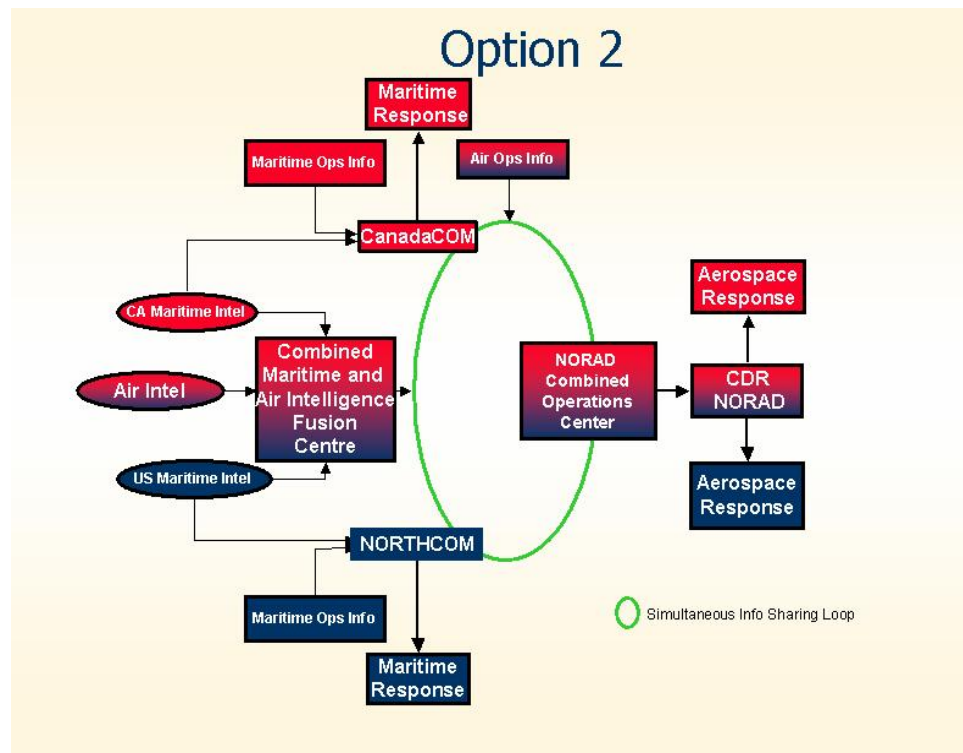 Option 2
Maritime
Response
Maritime Ops Info
Air Ops Info
CanadaCOM
CA Maritime Intel
Air Intel
US Maritime Intel
Combined
Maritime and
Air Intelligence
Fusion
Centre
NORAD
Combined
Operations
Center
Aerospace
Response
CDR
NORAD
Aerospace
Response
NORTHCOM
Maritime Ops Info
Maritime
Response
Simultaneous Info Sharing Loop